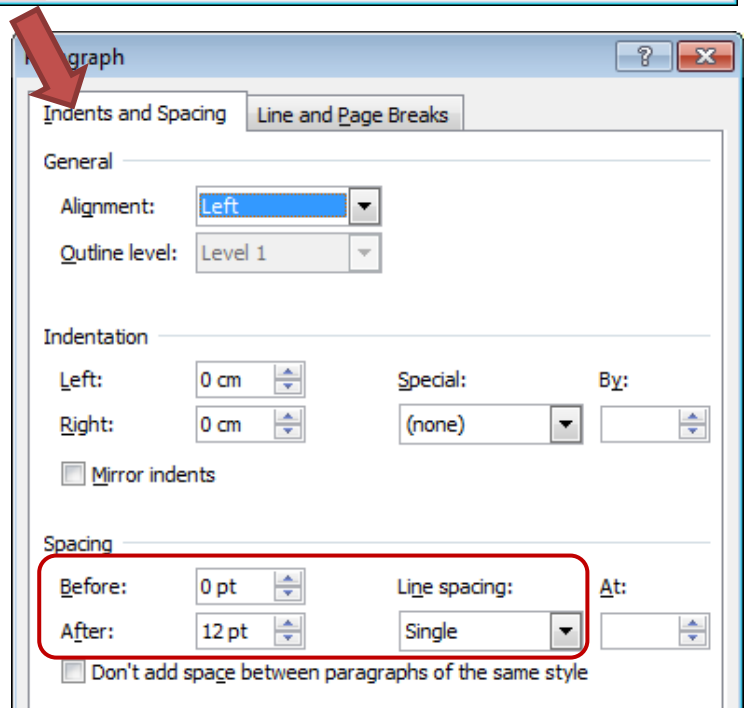 Paragraph
Indents and Spacing Line and Page Breaks
General
Alignment: Left
Outline level: Level 1
Indentation
Left: 0 cm Special: By:
Right: 0 cm (none)
Mirror indents
Spacing
Before: 0 pt Line spacing: At:
After: 12 pt Single
Don't add space between paragraphs of the same style